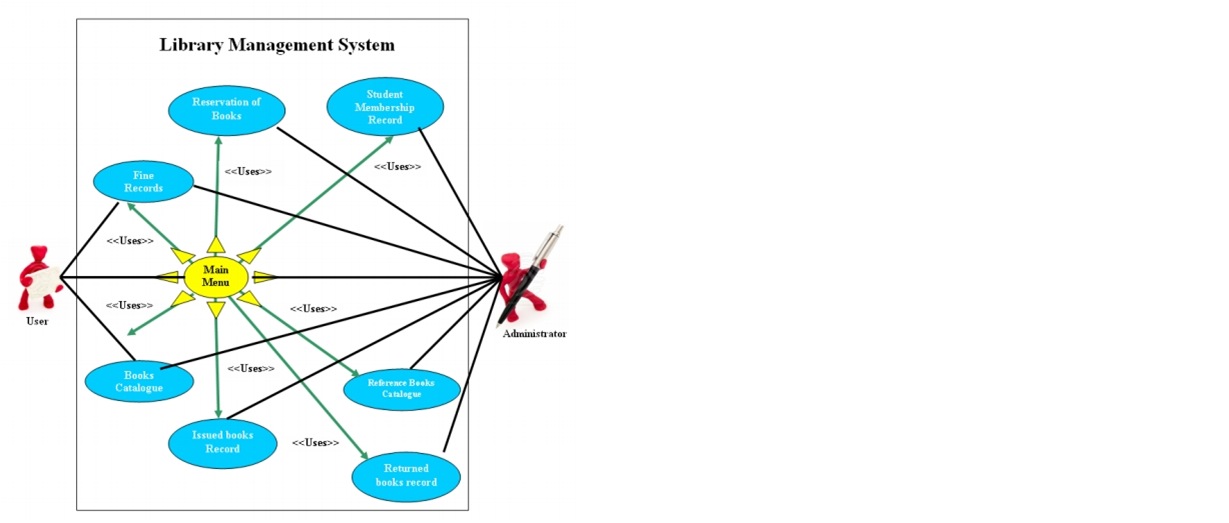 Library Management System
Reservation of
Books
Student
Membership
Record
<<Uses>>
<<Uses>>
Fine
Records
<<Uses>>
Main
Menu
User
<<Uses>>
<<Uses>>
Administrator
Books
Catalogue
<<Uses>>
Reference Books
Catalogue
Issued books
Record
<<Uses>>
Returned
books record